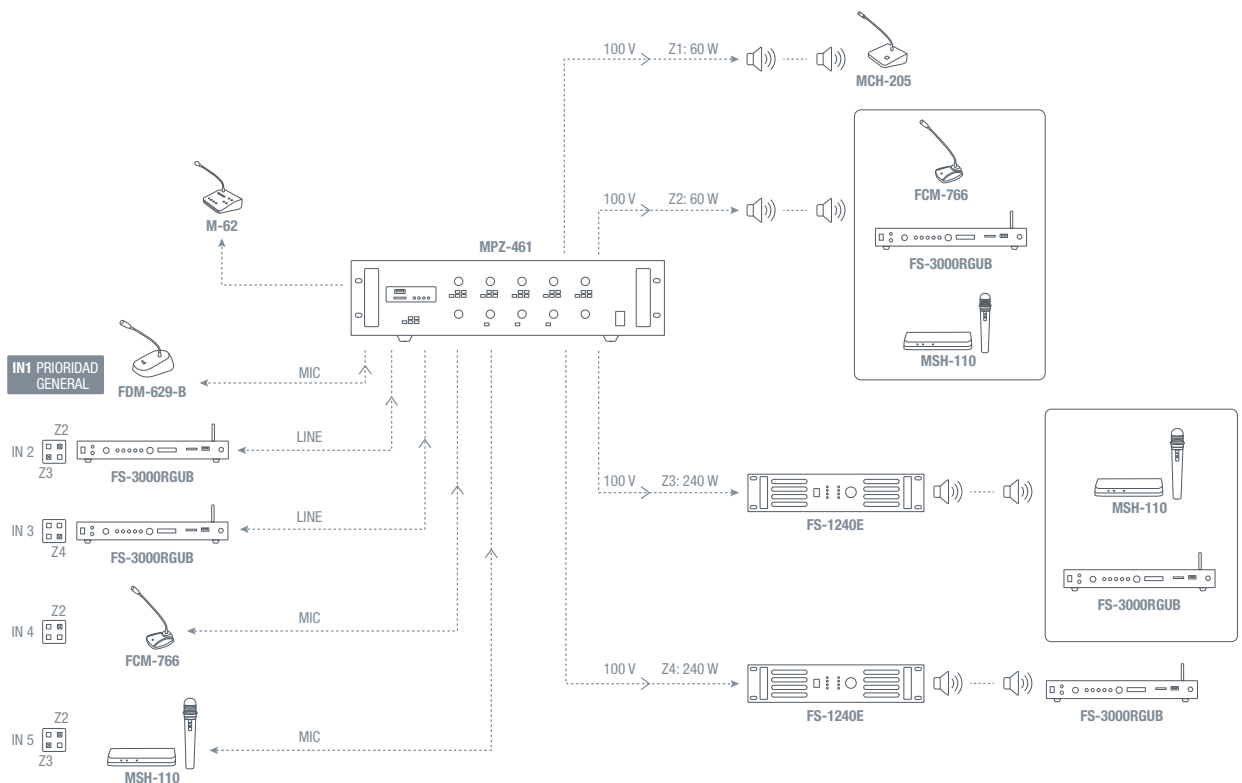 100 V Z1: 60 W
MCH-205
M-62
100 V Z2: 60 W
FCM-766
FS-3000RGUB
MSH-110
MPZ-461
IN1 PRIORIDAD
GENERAL
FDM-629-B
MIC
Z2
IN 2
Z3
FS-3000RGUB
LINE
IN 3
Z4
FS-3000RGUB
LINE
Z2
IN 4
FCM-766
MIC
Z2
IN 5
Z3
MSH-110
MIC
100 V Z3: 240 W
FS-1240E
MSH-110
FS-3000RGUB
100 V Z4: 240 W
FS-1240E
FS-3000RGUB